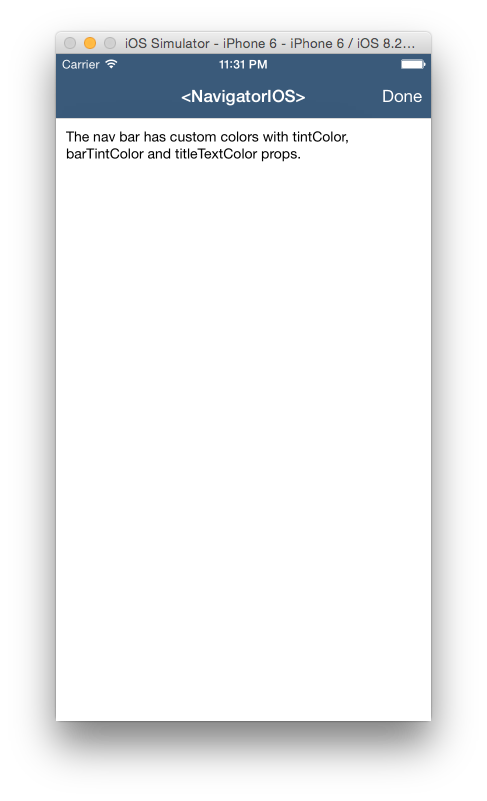 iOS Simulator - iPhone 6 - iPhone 6 / iOS 8.2...
Carrier 11:31 PM
<NavigatorIOS> Done
The nav bar has custom colors with tintColor,
barTintColor and titleTextColor props.